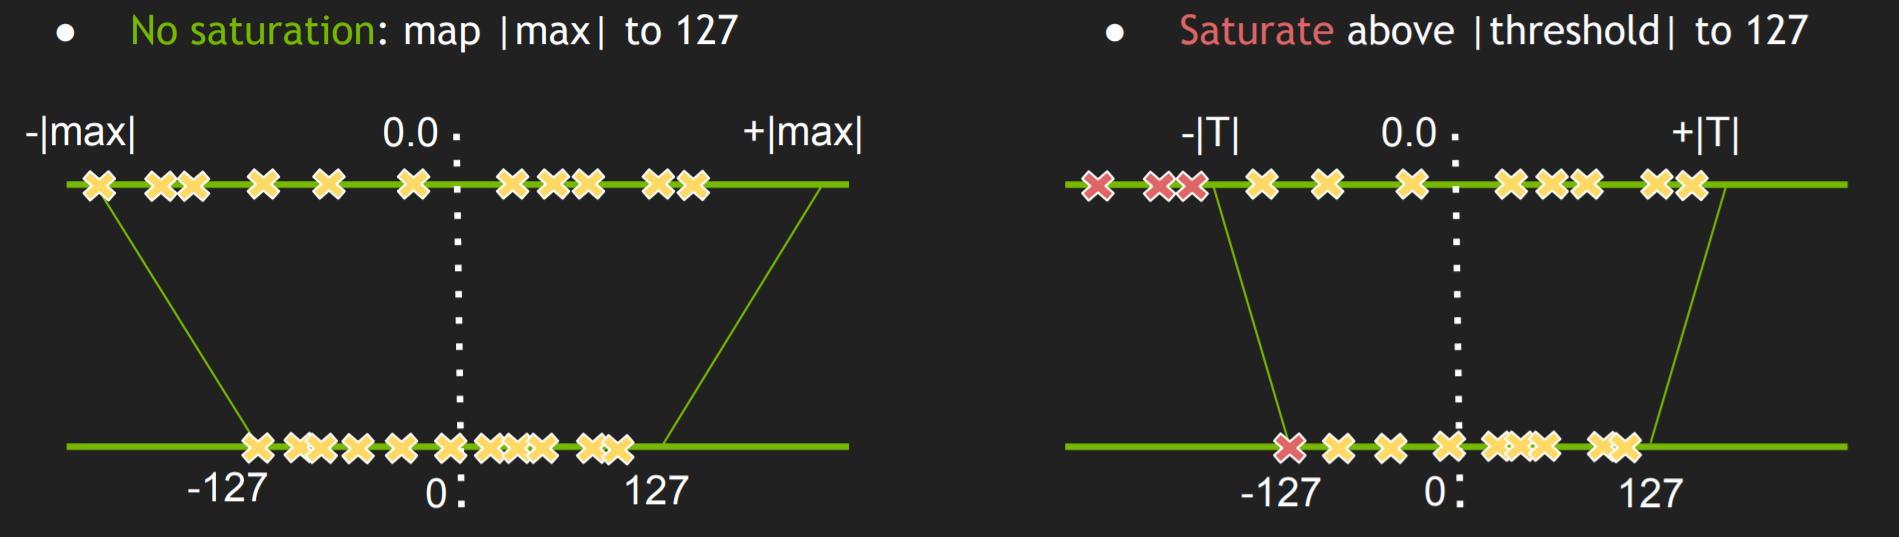 ● No saturation: map |max| to 127
-|max| 0.0 +|max|
-127 0 127
● Saturate above |threshold| to 127
-|T| 0.0 +|T|
-127 0 127